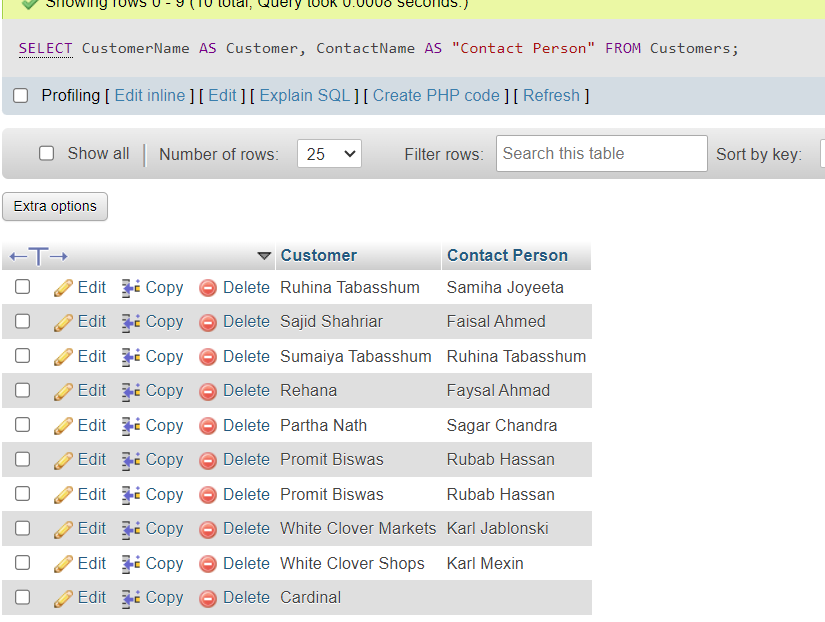 Showing rows 0 - 9 (10 total, Query took 0.0008 seconds.)
SELECT CustomerName AS Customer, ContactName AS "Contact Person" FROM Customers;
Profiling [ Edit inline ] [ Edit ] [ Explain SQL ] [ Create PHP code ] [ Refresh ]
Show all Number of rows: 25 Filter rows: Search this table Sort by key:
Extra options
←T→ Customer Contact Person
Edit Copy Delete Ruhina Tabasshum Samiha Joyeeta
Edit Copy Delete Sajid Shahriar Faisal Ahmed
Edit Copy Delete Sumaiya Tabasshum Ruhina Tabasshum
Edit Copy Delete Rehana Faysal Ahmad
Edit Copy Delete Partha Nath Sagar Chandra
Edit Copy Delete Promit Biswas Rubab Hassan
Edit Copy Delete Promit Biswas Rubab Hassan
Edit Copy Delete White Clover Markets Karl Jablonski
Edit Copy Delete White Clover Shops Karl Mexin
Edit Copy Delete Cardinal